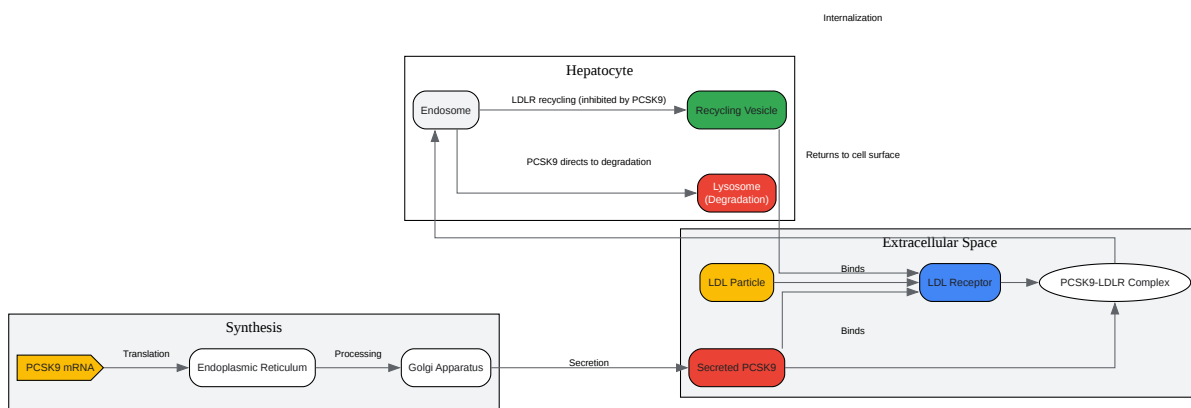 Internalization
Hepatocyte
Endosome
LDLR recycling (inhibited by PCSK9)
Recycling Vesicle
PCSK9 directs to degradation
Returns to cell surface
Lysosome
(Degradation)
Extracellular Space
LDL Particle
Binds
LDL Receptor
PCSK9-LDLR Complex
Binds
Synthesis
PCSK9 mRNA
Translation
Endoplasmic Reticulum
Processing
Golgi Apparatus
Secretion
Secreted PCSK9